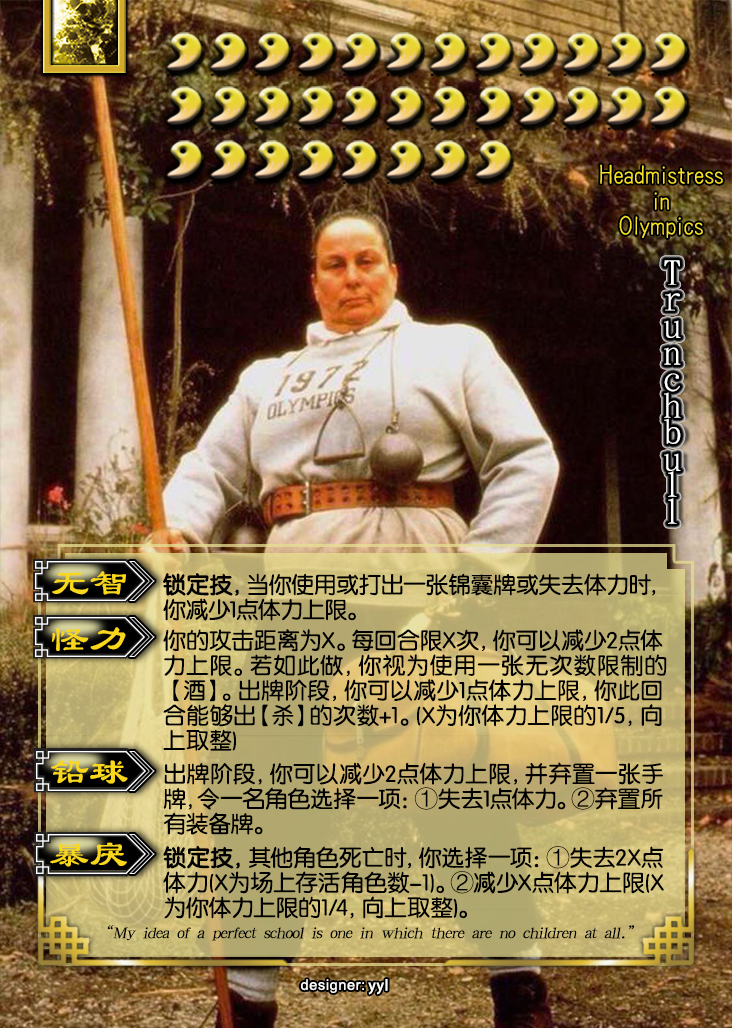 Headmistress
in
Olympics
Trunchbull
1972
OLYMPICS
无智
锁定技，当你使用或打出一张锦囊牌或失去体力时，
你减少1点体力上限。
怪力
你的攻击距离为X。每回合限X次，你可以减少2点体
力上限。若如此做，你视为使用一张无次数限制的
【酒】。出牌阶段，你可以减少1点体力上限，你此回
合能够出【杀】的次数+1。(X为你体力上限的1/5，向
上取整)
铅球
出牌阶段，你可以减少2点体力上限，并弃置一张手
牌，令一名角色选择一项：①失去1点体力。②弃置所
有装备牌。
暴戾
锁定技，其他角色死亡时，你选择一项：①失去2X点
体力(X为场上存活角色数-1)。②减少X点体力上限(X
为你体力上限的1/4，向上取整)。
“My idea of a perfect school is one in which there are no children at all.”
designer: yyl